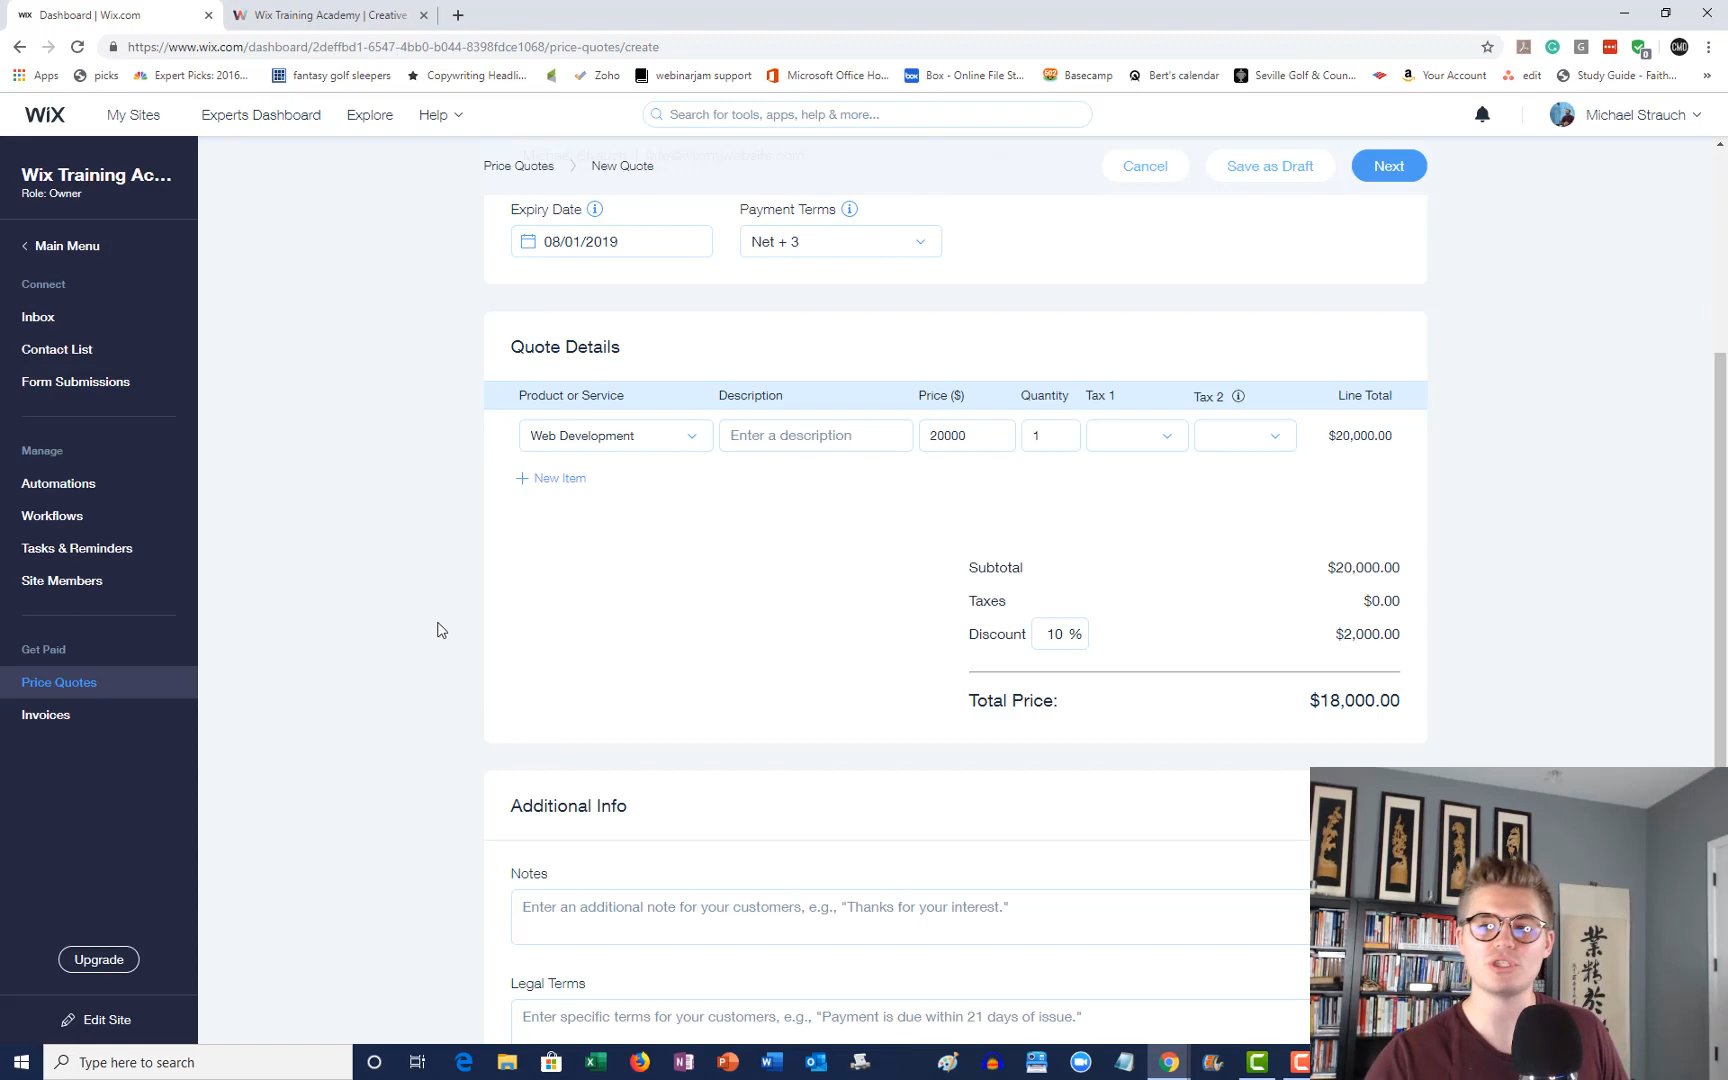 Dashboard | Wix.com
Wix Training Academy | Creative
https://www.wix.com/dashboard/2deffbd1-6547-4bb0-b044-8398fdce1068/price-quotes/create
Apps picks Expert Picks: 2016... fantasy golf sleepers Copywriting Headli... Zoho webinarjam support Microsoft Office Ho... Box - Online File St... Basecamp Bert's calendar Seville Golf & Coun... Your Account edit Study Guide - Faith...
WiX My Sites Experts Dashboard Explore Help Search for tools, apps, help & more... Michael Strauch
Wix Training Ac...
Role: Owner
Main Menu
Connect
Inbox
Contact List
Form Submissions
Manage
Automations
Workflows
Tasks & Reminders
Site Members
Get Paid
Price Quotes
Invoices
Upgrade
Edit Site
Price Quotes New Quote Cancel Save as Draft Next
Expiry Date Payment Terms
08/01/2019 Net + 3
Quote Details
Product or Service Description Price ($) Quantity Tax 1 Tax 2 Line Total
Web Development Enter a description 20000 1 $20,000.00
+ New Item
Subtotal $20,000.00
Taxes $0.00
Discount 10 % $2,000.00
Total Price: $18,000.00
Additional Info
Notes
Enter an additional note for your customers, e.g., "Thanks for your interest."
Legal Terms
Enter specific terms for your customers, e.g., "Payment is due within 21 days of issue."
Type here to search